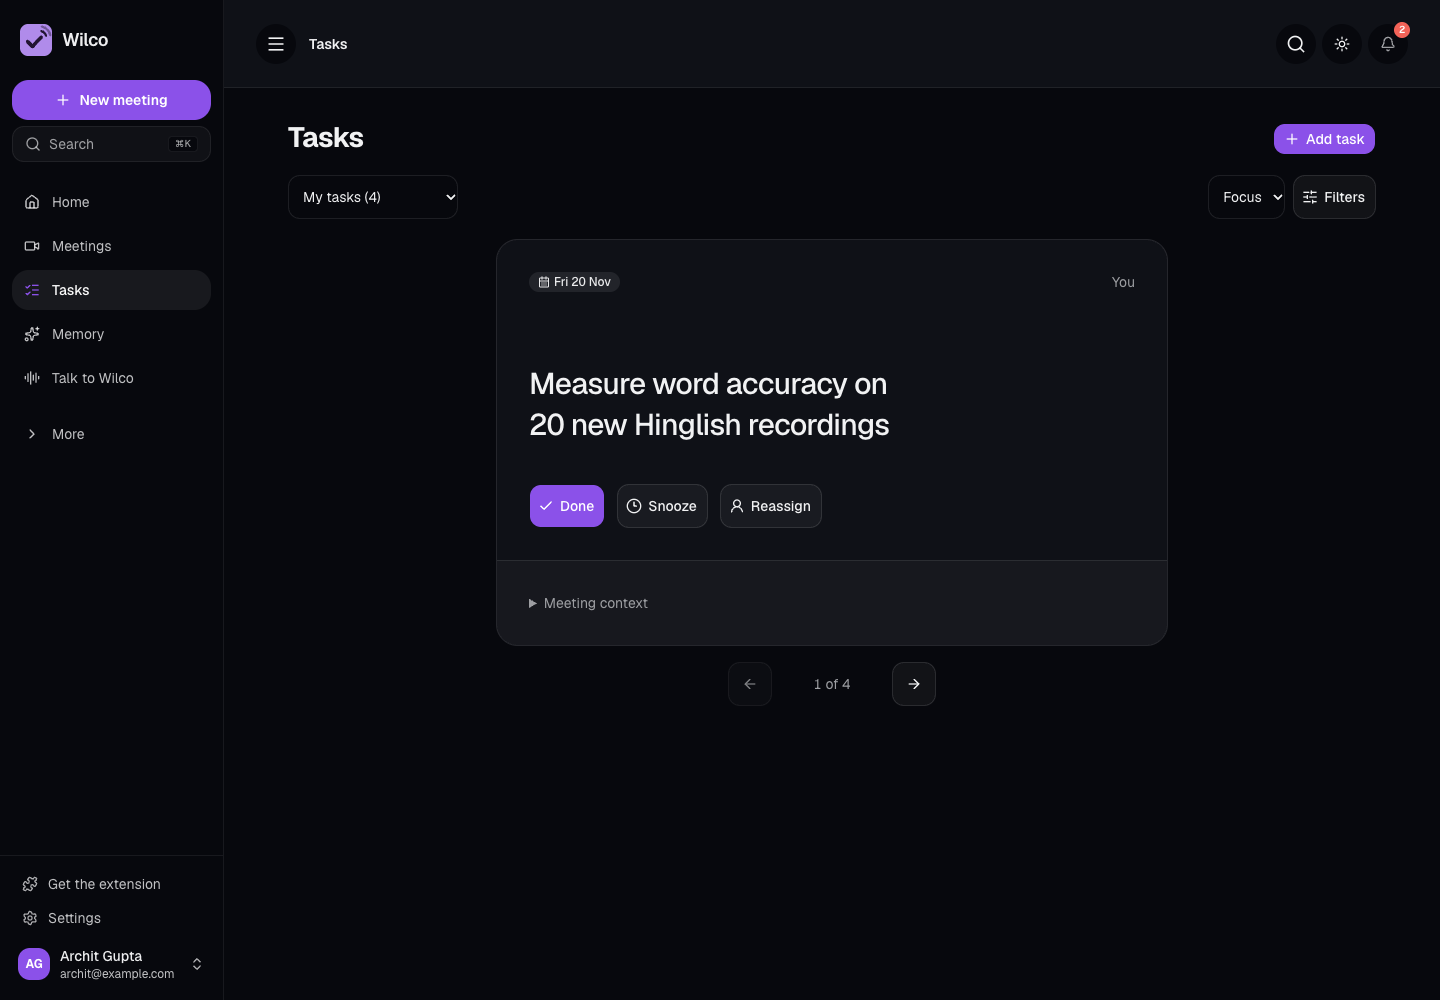 Wilco
New meeting
Search
⌘K
Home
Meetings
Tasks
Memory
Talk to Wilco
More
Get the extension
Settings
AG
Archit Gupta
archit@example.com
Tasks
2
Tasks
Add task
My tasks (4)
Focus
Filters
Fri 20 Nov
You
Measure word accuracy on
20 new Hinglish recordings
Done
Snooze
Reassign
Meeting context
1 of 4